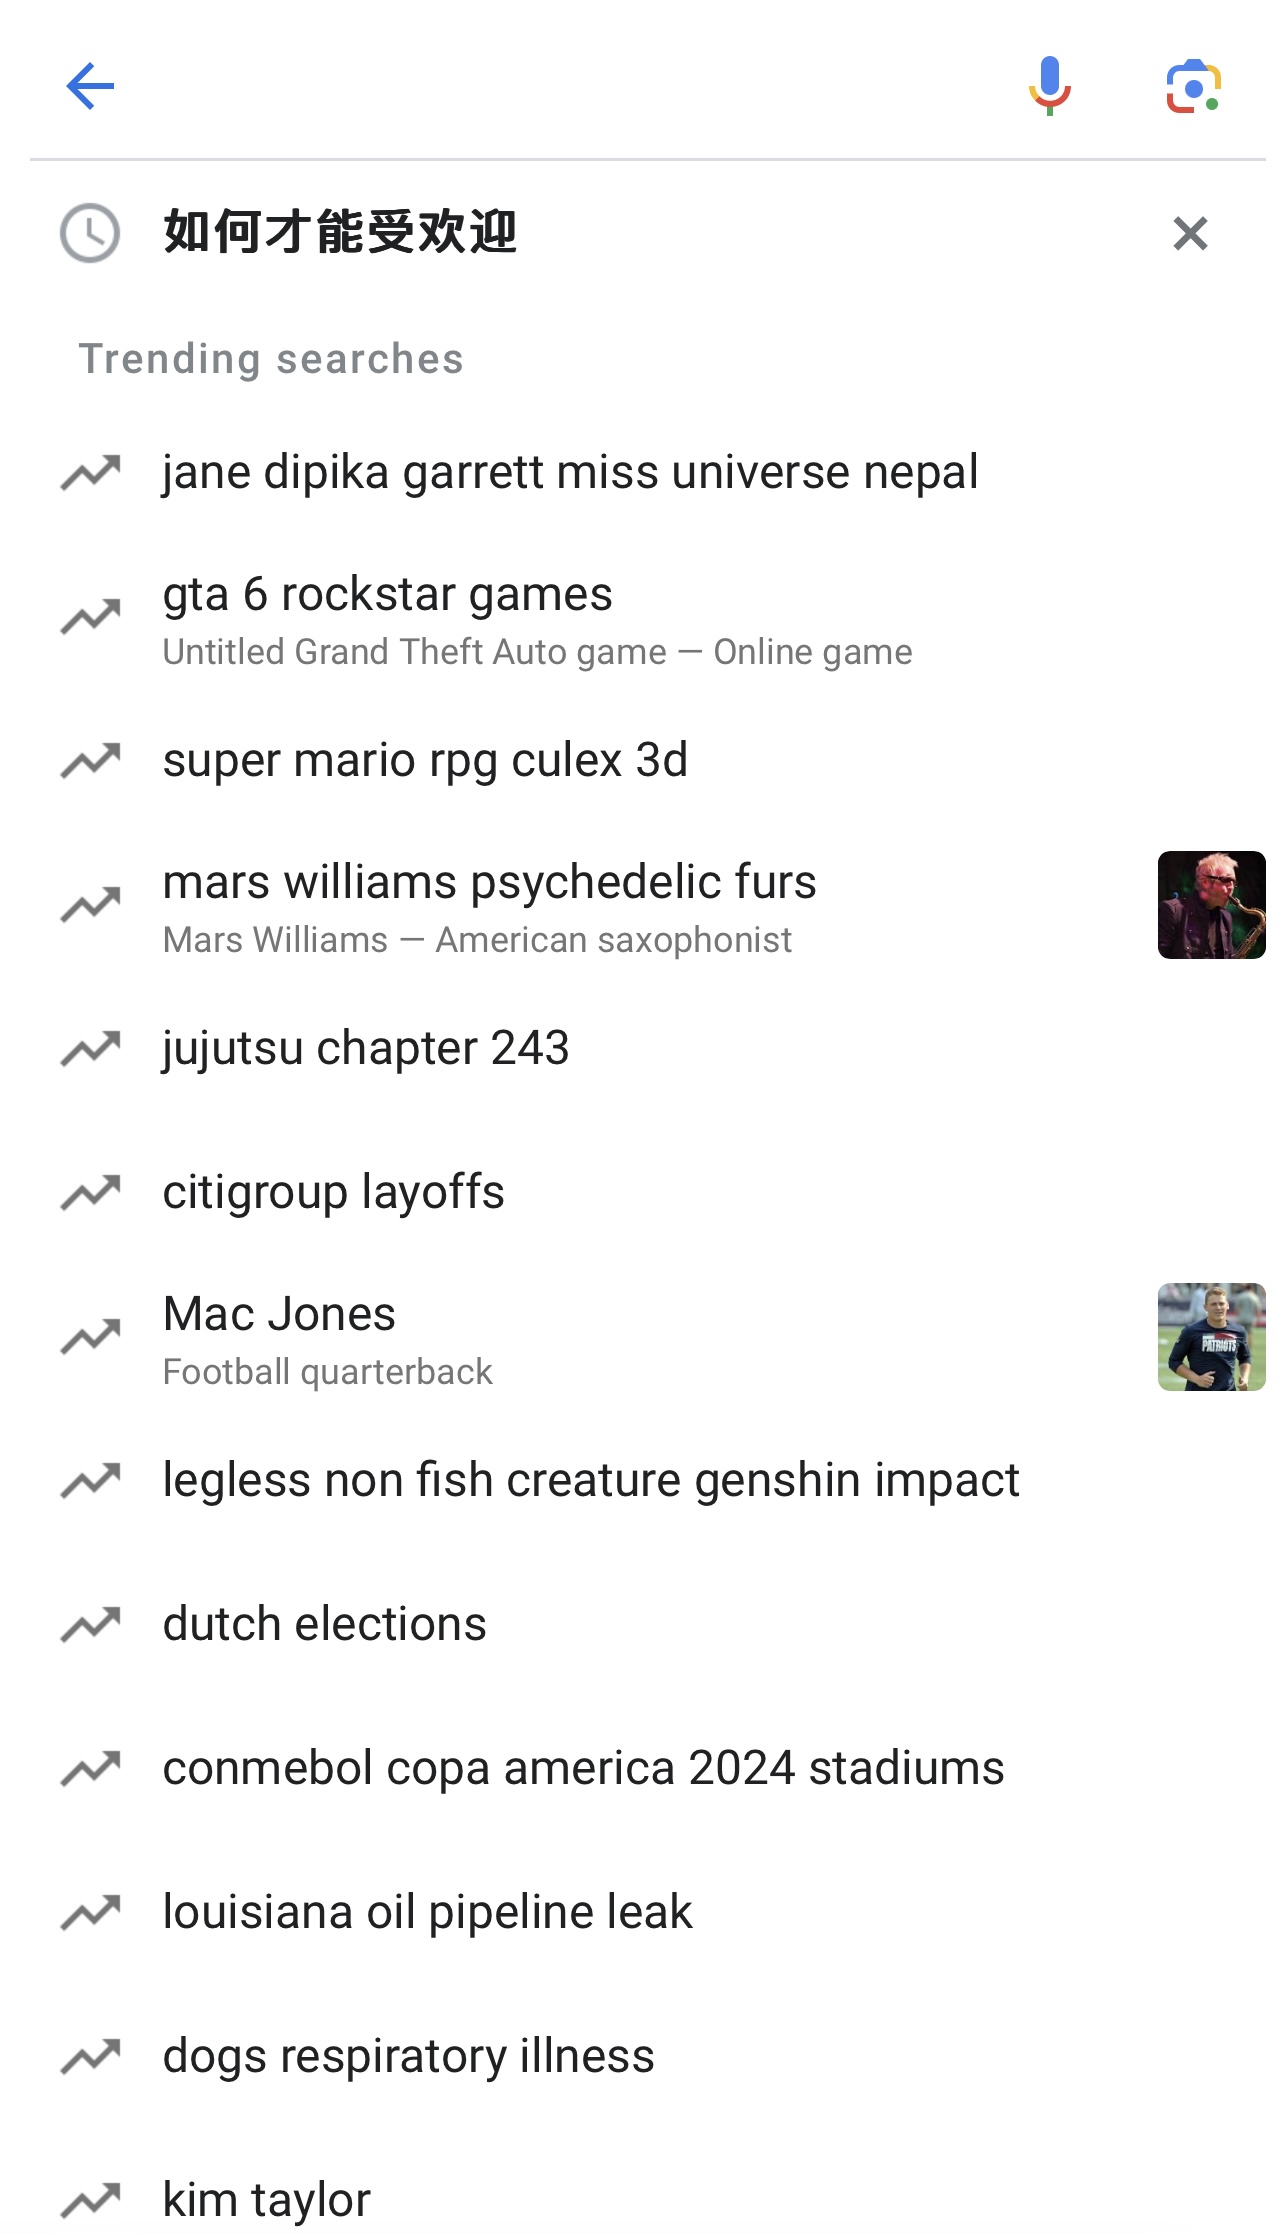 如何才能受欢迎
Trending searches
jane dipika garrett miss universe nepal
gta 6 rockstar games
Untitled Grand Theft Auto game — Online game
super mario rpg culex 3d
mars williams psychedelic furs
Mars Williams — American saxophonist
jujutsu chapter 243
citigroup layoffs
Mac Jones
Football quarterback
PATRIOTS
legless non fish creature genshin impact
dutch elections
conmebol copa america 2024 stadiums
louisiana oil pipeline leak
dogs respiratory illness
kim taylor